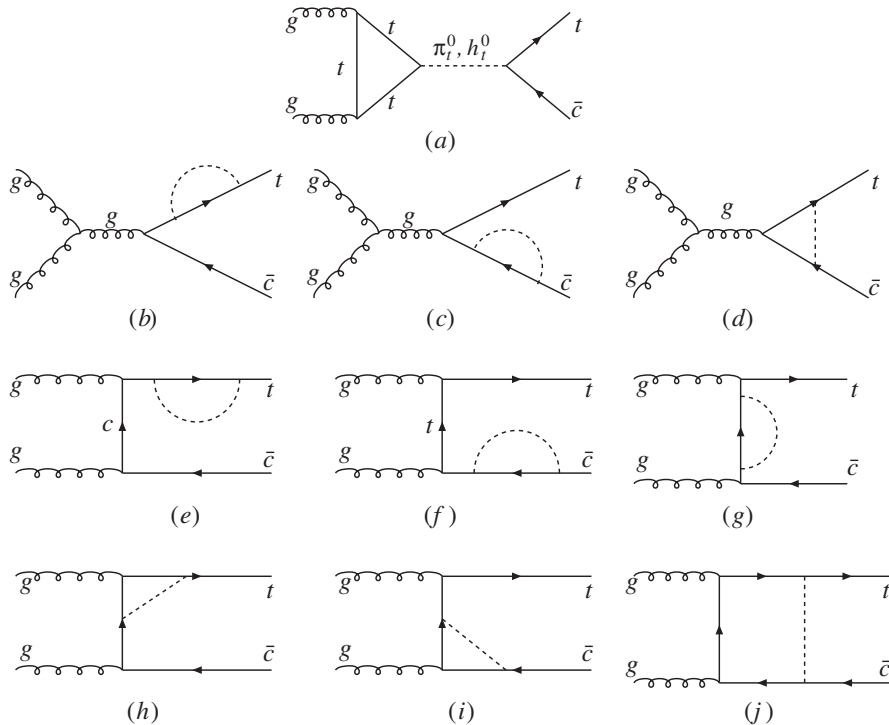 g t t
t π_t^0, h_t^0
g t c̄
(a)
g g t
g c̄
(b)
g g t
g c̄
(c)
g g t
g c̄
(d)
g t
c
g c̄
(e)
g t
t
g c̄
(f)
g t
g c̄
(g)
g t
g c̄
(h)
g t
g c̄
(i)
g t
g c̄
(j)